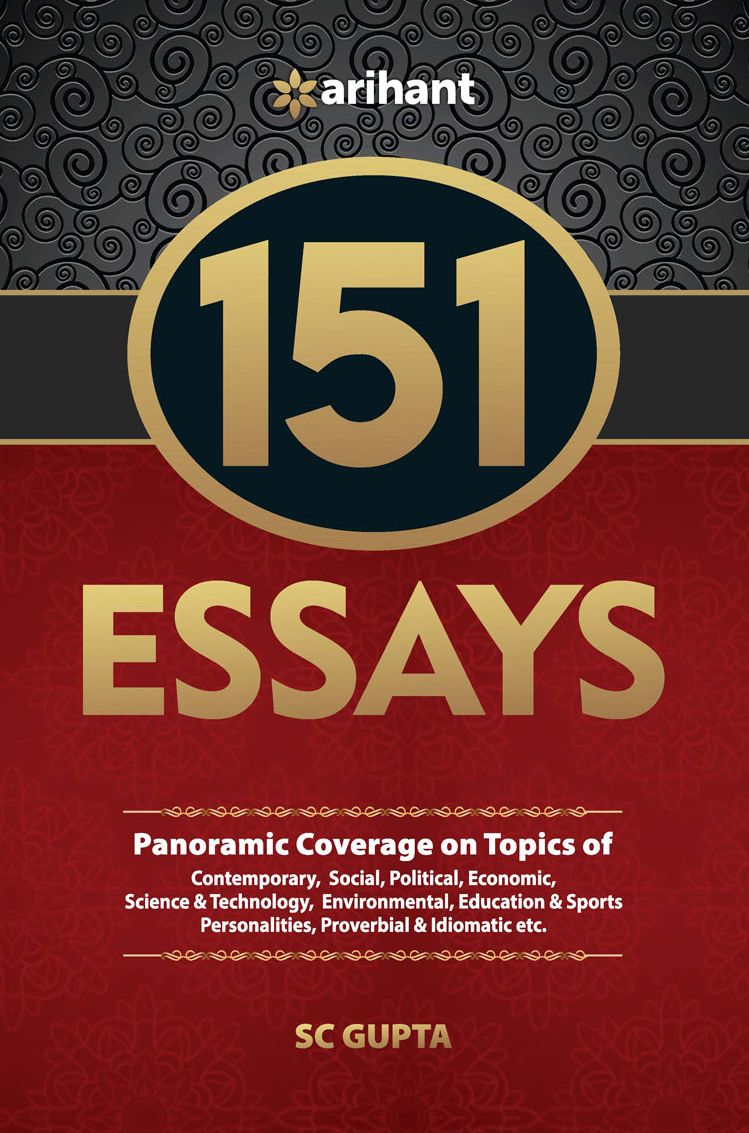 arihant
151
ESSAYS
Panoramic Coverage on Topics of
Contemporary, Social, Political, Economic,
Science & Technology, Environmental, Education & Sports
Personalities, Proverbial & Idiomatic etc.
SC GUPTA